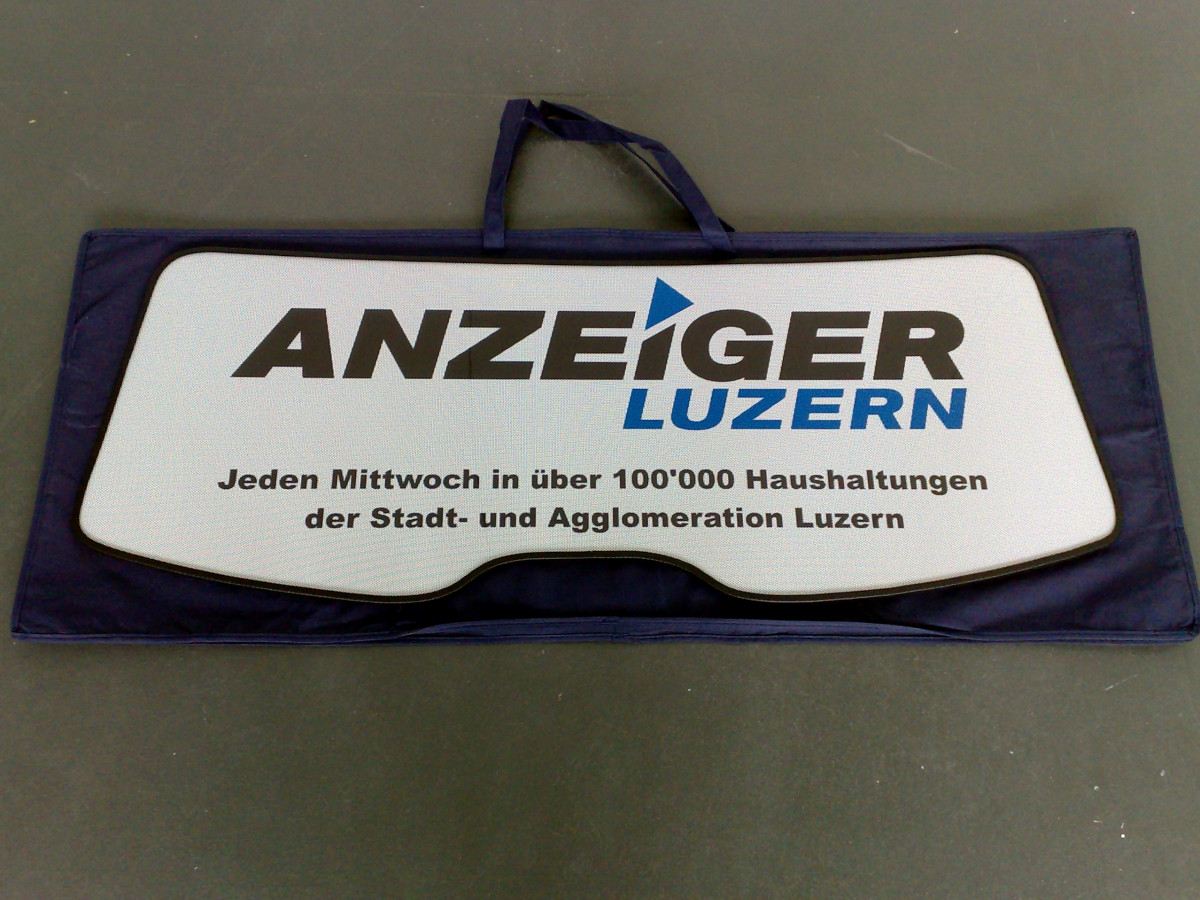 ANZEiGER
LUZERN
Jeden Mittwoch in über 100'000 Haushaltungen
der Stadt- und Agglomeration Luzern